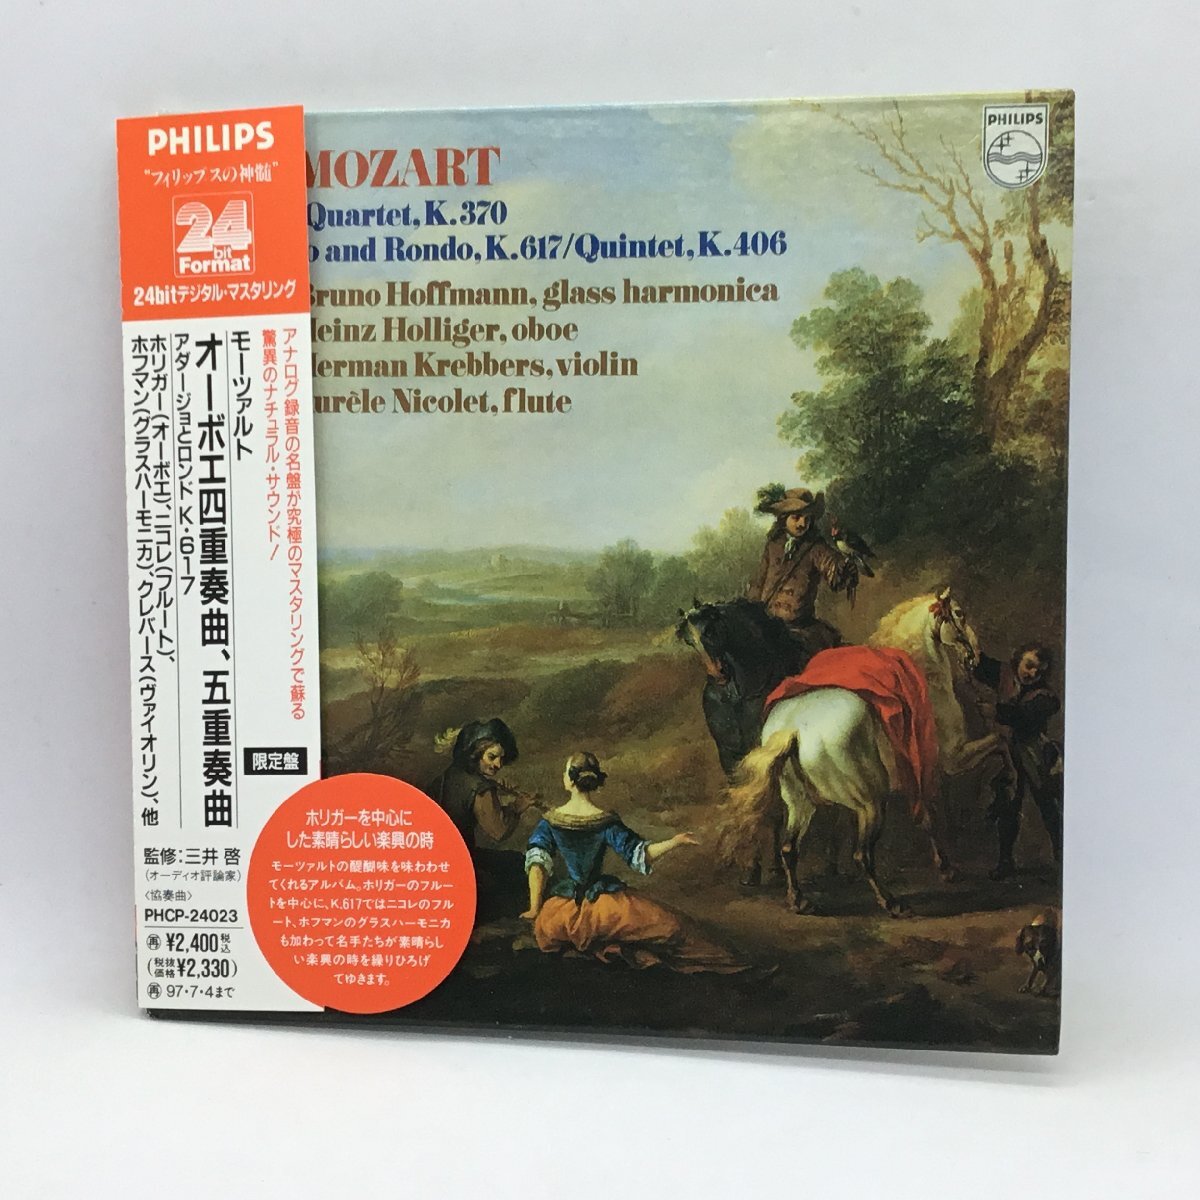 PHILIPS
"フィリップスの神髄"
24
bit
Format
24bitデジタル・マスタリング
アナログ録音の名盤が究極のマスタリングで蘇る
驚異のナチュラル・サウンド!
モーツァルト
オーボエ四重奏曲、五重奏曲
アダージョとロンド K・617
ホリガー(オーボエ)、ニコレ(フルート)、
ホフマン(グラスハーモニカ)、クレバース(ヴァイオリン)、他
限定盤
監修:三井 啓
(オーディオ評論家)
〈協奏曲〉
PHCP-24023
再 ¥2,400税込
(税抜価格¥2,330)
再 97・7・4まで
ホリガーを中心に
した素晴らしい楽興の時
モーツァルトの醍醐味を味わわせ
てくれるアルバム。ホリガーのフルー
トを中心に、K.617ではニコレのフル
ート、ホフマンのグラスハーモニカ
も加わって名手たちが素晴らし
い楽興の時を繰りひろげ
てゆきます。
MOZART
Quartet, K.370
o and Rondo, K.617/Quintet, K.406
Bruno Hoffmann, glass harmonica
Heinz Holliger, oboe
Herman Krebbers, violin
urèle Nicolet, flute
PHILIPS